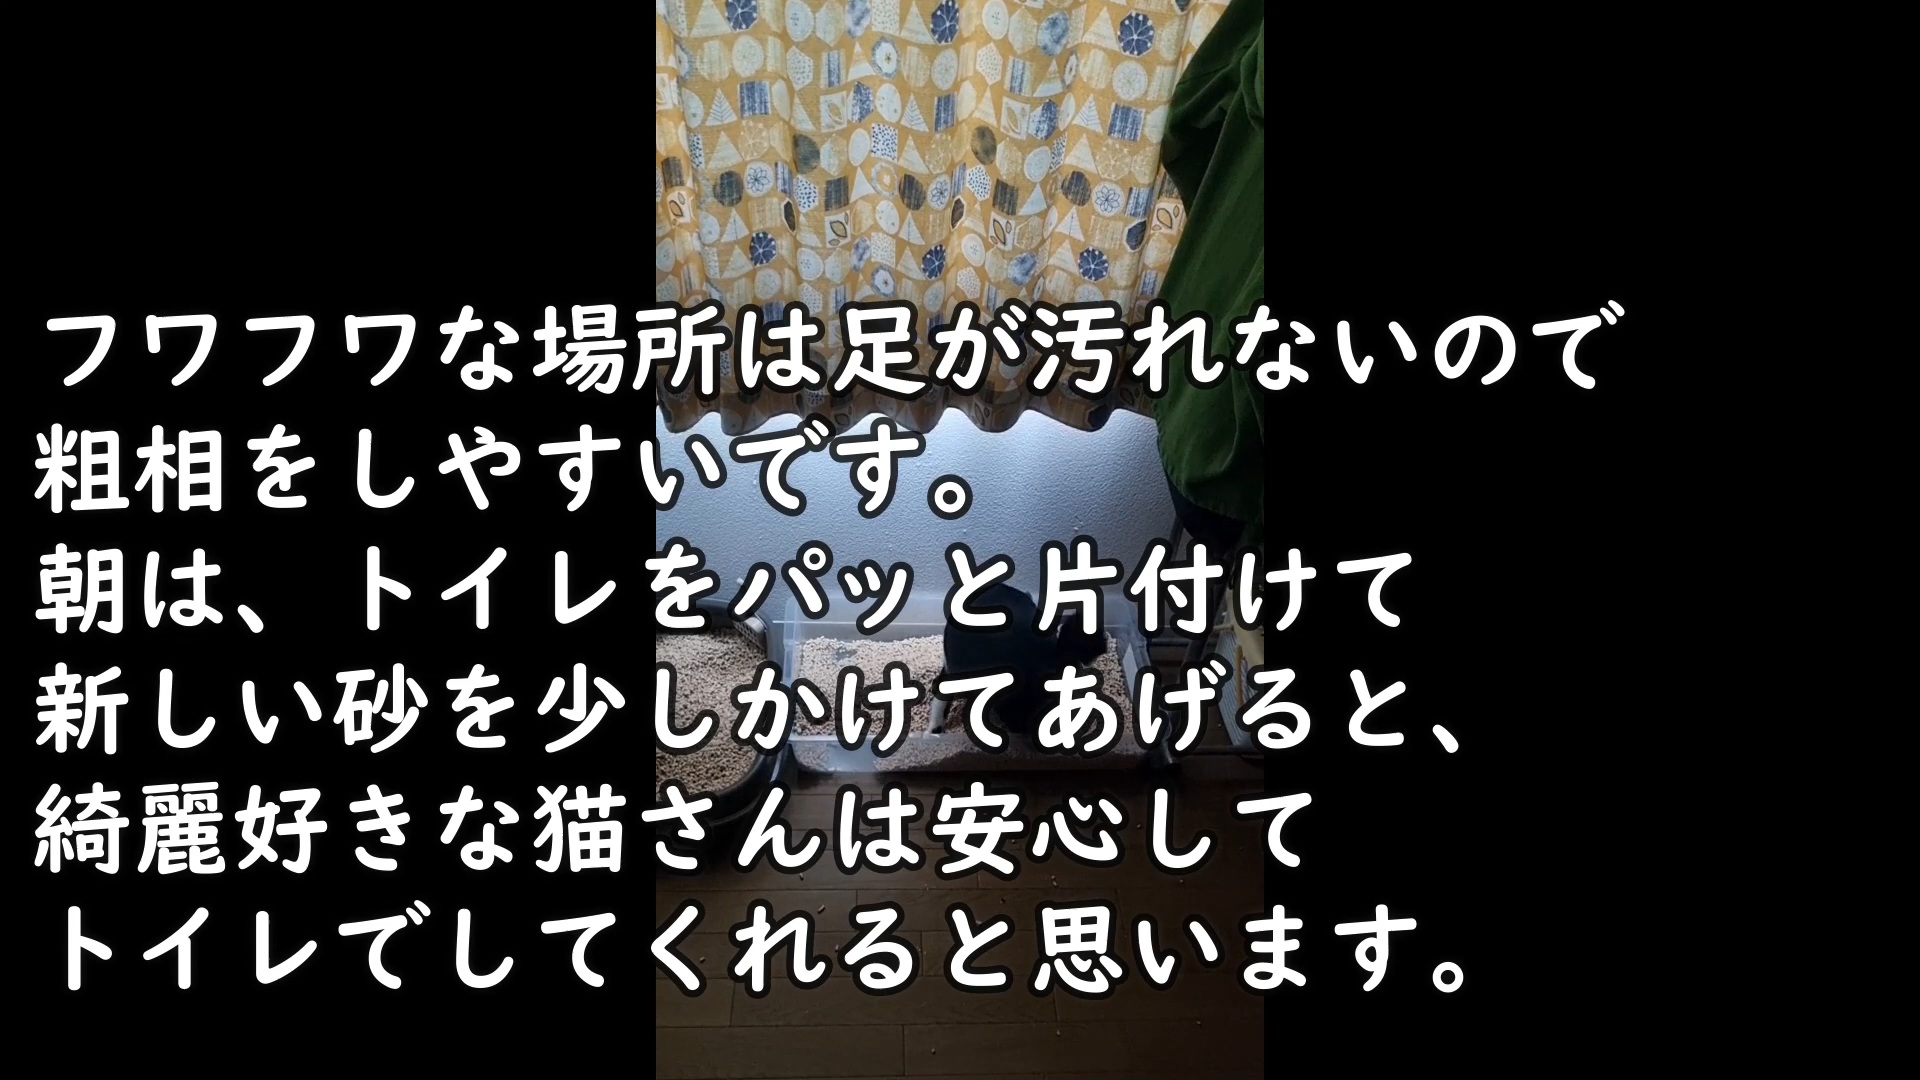 フワフワな場所は足が汚れないので
粗相をしやすいです。
朝は、トイレをパッと片付けて
新しい砂を少しかけてあげると、
綺麗好きな猫さんは安心して
トイレでしてくれると思います。